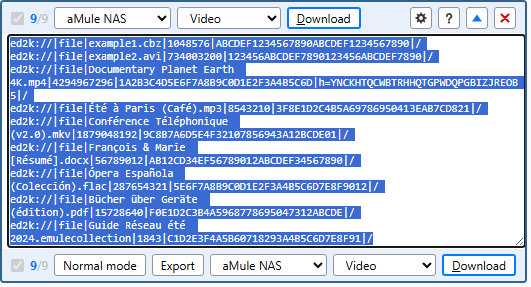 9/9 aMule NAS Video Download ?
ed2k://|file|example1.cbz|1048576|ABCDEF1234567890ABCDEF1234567890|/
ed2k://|file|example2.avi|734003200|123456ABCDEF7890123456ABCDEF7890|/
ed2k://|file|Documentary Planet Earth
4K.mp4|4294967296|1A2B3C4D5E6F7A8B9C0D1E2F3A4B5C6D|h=YNCKHTQCWBTRHHQTGPWDQPGBIZJREOB
5|/
ed2k://|file|Été à Paris (Café).mp3|8543210|3F8E1D2C4B5A69786950413EAB7CD821|/
ed2k://|file|Conférence Téléphonique
(v2.0).mkv|1879048192|9C8B7A6D5E4F32107856943A12BCDE01|/
ed2k://|file|François & Marie
[Résumé].docx|56789012|AB12CD34EF56789012ABCDEF34567890|/
ed2k://|file|Ópera Española
(Colección).flac|287654321|5E6F7A8B9C0D1E2F3A4B5C6D7E8F9012|/
ed2k://|file|Bücher über Geräte
(édition).pdf|15728640|F0E1D2C3B4A5968778695047312ABCDE|/
ed2k://|file|Guide Réseau été
2024.emulecollection|1843|C1D2E3F4A5B60718293A4B5C6D7E8F91|/
9/9 Normal mode Export aMule NAS Video Download